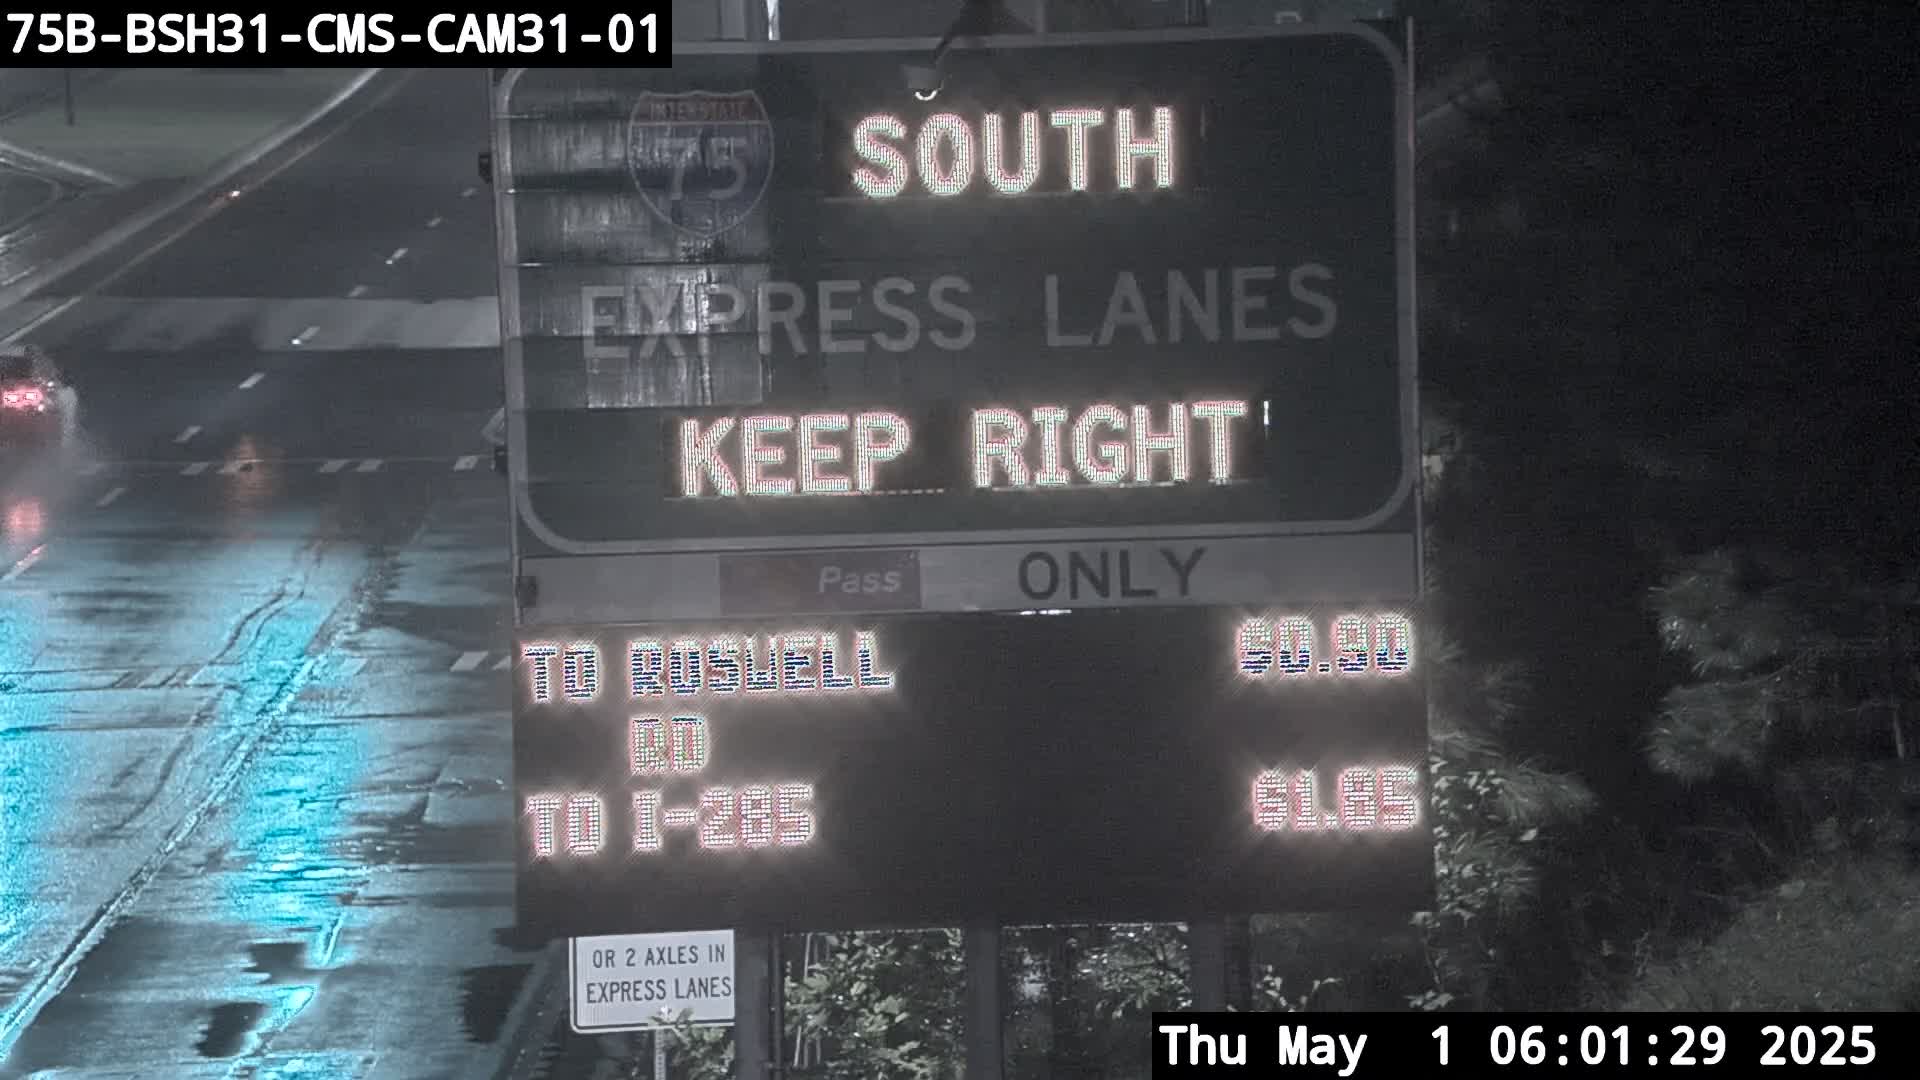 75B-BSH31-CMS-CAM31-01
INTERSTATE
75
SOUTH
EXPRESS LANES
KEEP RIGHT
Pass ONLY
TO ROSWELL $0.90
RD
TO I-285 $1.85
OR 2 AXLES IN
EXPRESS LANES
Thu May 1 06:01:29 2025